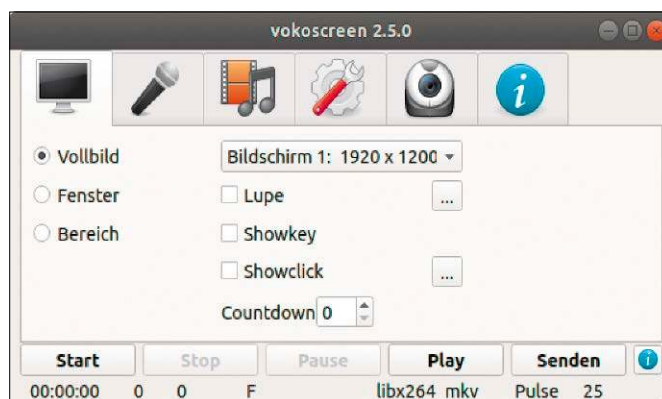 vokoscreen 2.5.0
Vollbild
Bildschirm 1: 1920 x 1200
Fenster
Lupe
...
Bereich
Showkey
Showclick
...
Countdown 0
Start Stop Pause Play Senden i
00:00:00 0 0 F libx264 mkv Pulse 25